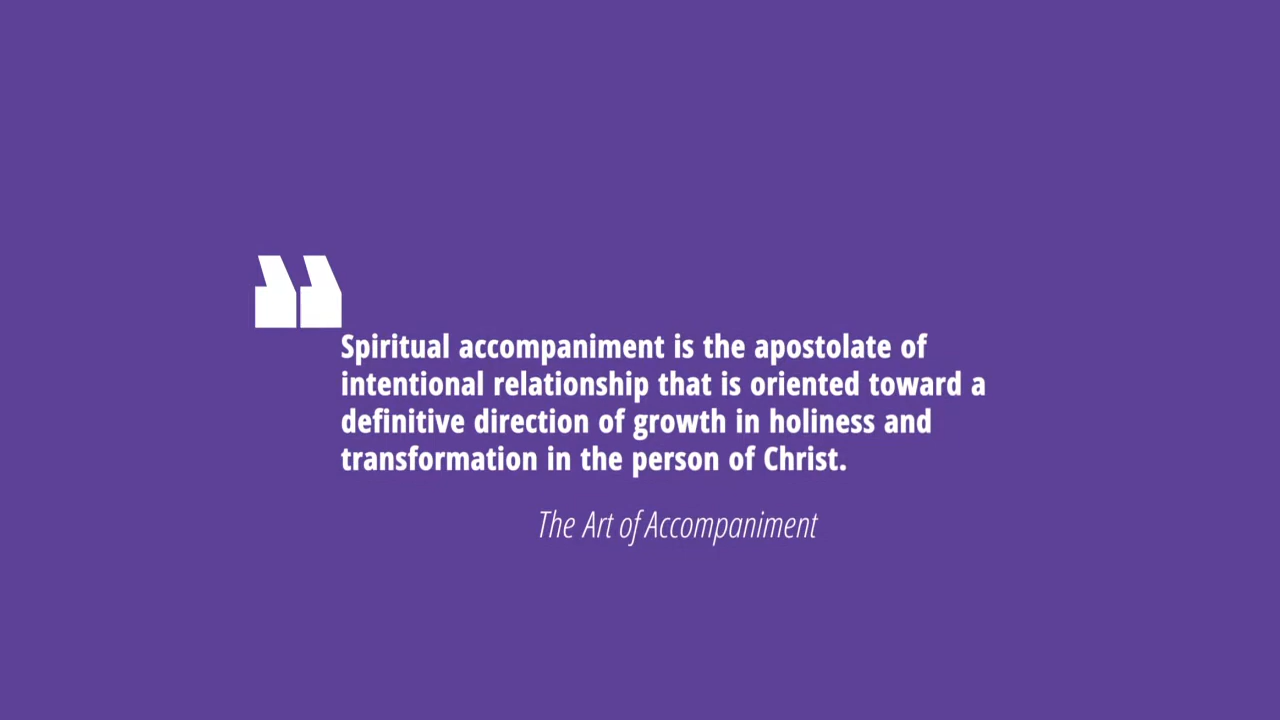 Spiritual accompaniment is the apostolate of
intentional relationship that is oriented toward a
definitive direction of growth in holiness and
transformation in the person of Christ.
The Art of Accompaniment